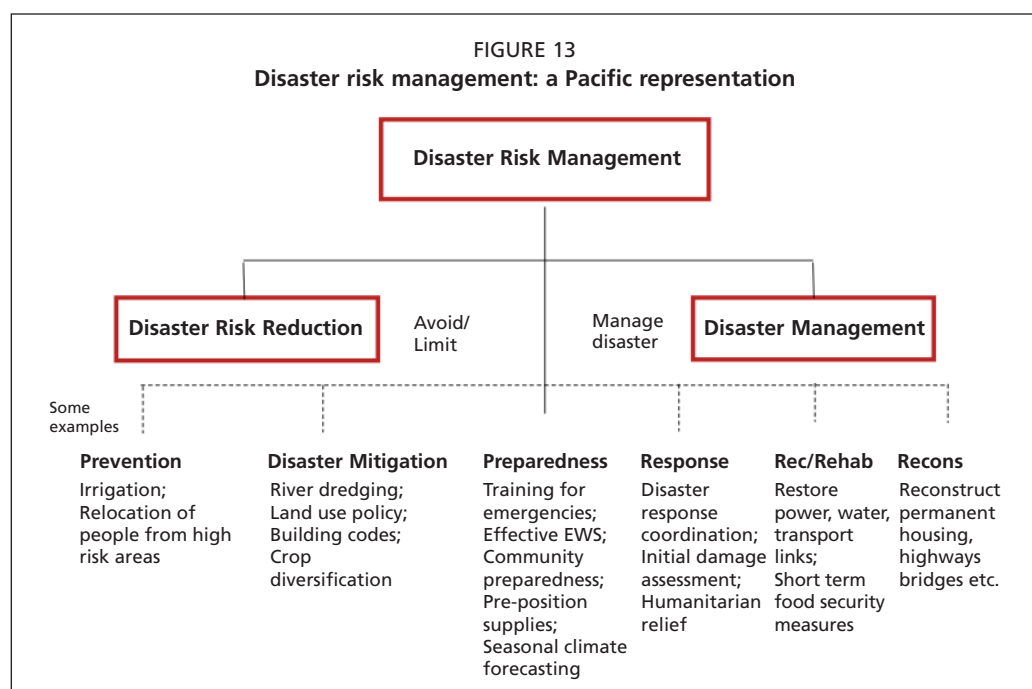 FIGURE 13
Disaster risk management: a Pacific representation
Disaster Risk Management
Disaster Risk Reduction
Avoid/
Limit
Manage
disaster
Disaster Management
Some
examples
Prevention
Irrigation;
Relocation of
people from high
risk areas
Disaster Mitigation
River dredging;
Land use policy;
Building codes;
Crop
diversification
Preparedness
Training for
emergencies;
Effective EWS;
Community
preparedness;
Pre-position
supplies;
Seasonal climate
forecasting
Response
Disaster
response
coordination;
Initial damage
assessment;
Humanitarian
relief
Rec/Rehab
Restore
power, water,
transport
links;
Short term
food security
measures
Recons
Reconstruct
permanent
housing,
highways
bridges etc.